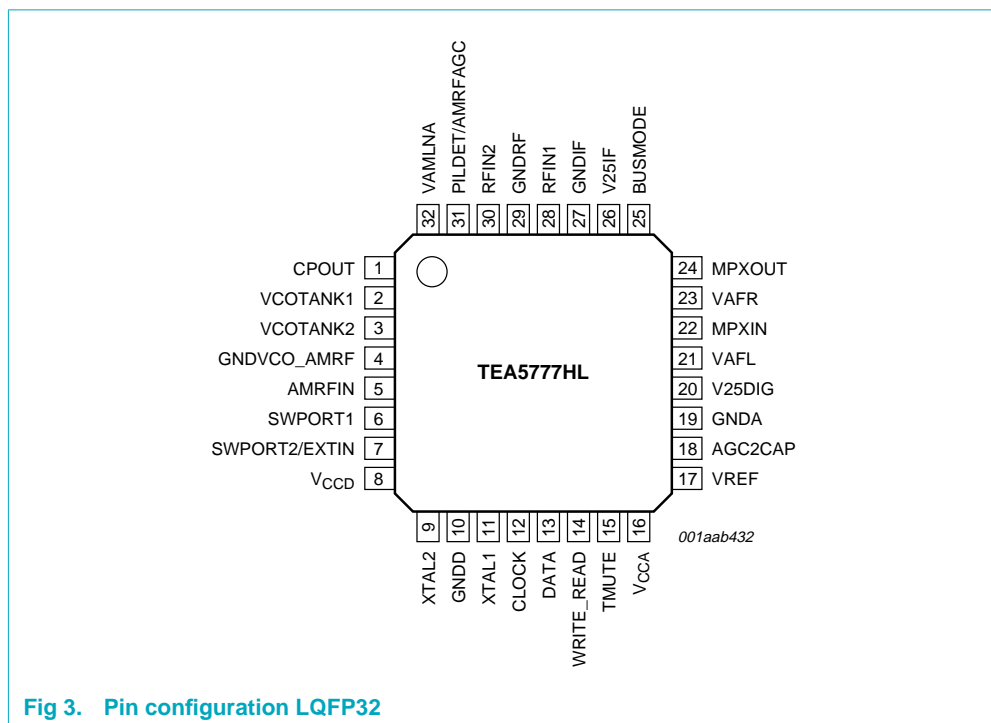 VAMLNA
PILDET/AMRFAGC
RFIN2
GNDRF
RFIN1
GNDIF
V25IF
BUSMODE
32
31
30
29
28
27
26
25
CPOUT 1
VCOTANK1 2
VCOTANK2 3
GNDVCO_AMRF 4
AMRFIN 5
SWPORT1 6
SWPORT2/EXTIN 7
VCCD 8
TEA5777HL
24 MPXOUT
23 VAFR
22 MPXIN
21 VAFL
20 V25DIG
19 GNDA
18 AGC2CAP
17 VREF
9
10
11
12
13
14
15
16
XTAL2
GNDD
XTAL1
CLOCK
DATA
WRITE_READ
TMUTE
VCCA
001aab432
Fig 3. Pin configuration LQFP32